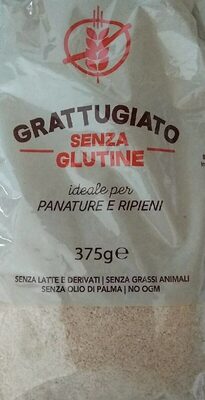 GRATTUGIATO
SENZA
GLUTINE
ideale per
PANATURE E RIPIENI
375g℮
SENZA LATTE E DERIVATI | SENZA GRASSI ANIMALI
SENZA OLIO DI PALMA | NO OGM